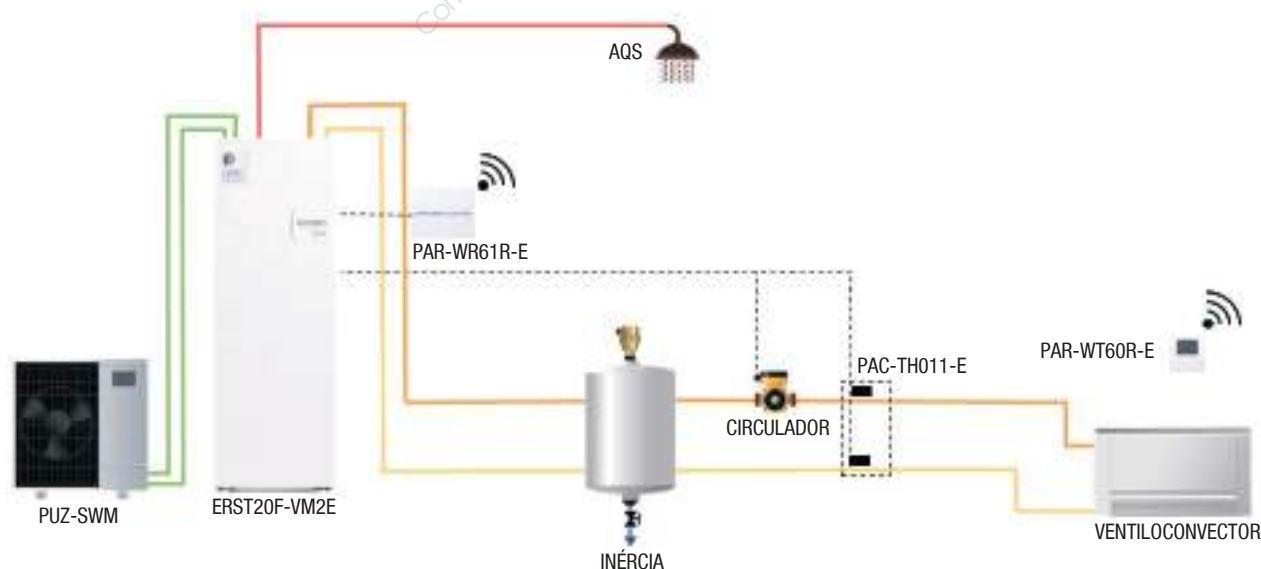 AQS
PAR-WR61R-E
PAR-WT60R-E
PAC-TH011-E
CIRCULADOR
PUZ-SWM
ERST20F-VM2E
VENTILOCONVECTOR
INÉRCIA